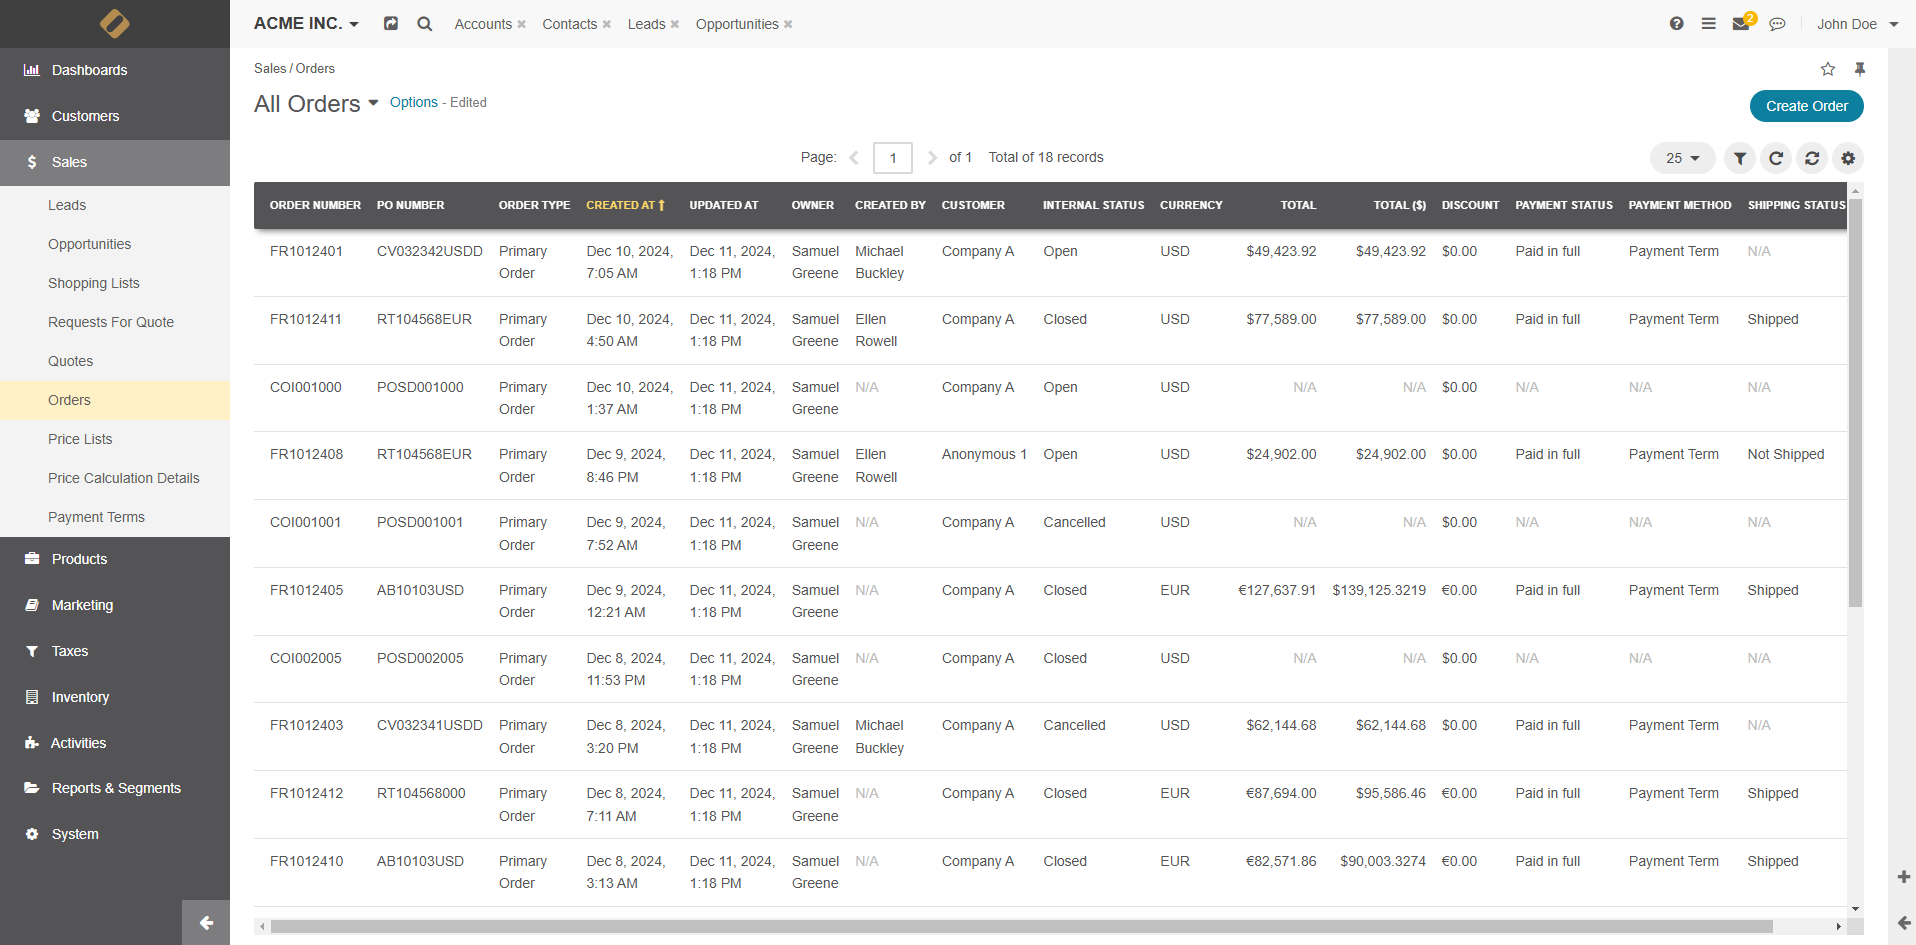 ACME INC.
Accounts
Contacts
Leads
Opportunities
2
John Doe
Dashboards
Customers
Sales
Leads
Opportunities
Shopping Lists
Requests For Quote
Quotes
Orders
Price Lists
Price Calculation Details
Payment Terms
Products
Marketing
Taxes
Inventory
Activities
Reports & Segments
System
Sales / Orders
All Orders Options - Edited
Create Order
Page: 1 of 1 Total of 18 records
25
ORDER NUMBER PO NUMBER ORDER TYPE CREATED AT UPDATED AT OWNER CREATED BY CUSTOMER INTERNAL STATUS CURRENCY TOTAL TOTAL ($) DISCOUNT PAYMENT STATUS PAYMENT METHOD SHIPPING STATUS
FR1012401 CV032342USDD Primary Dec 10, 2024, Dec 11, 2024, Samuel Michael Company A Open USD $49,423.92 $49,423.92 $0.00 Paid in full Payment Term N/A
Order 7:05 AM 1:18 PM Greene Buckley
FR1012411 RT104568EUR Primary Dec 10, 2024, Dec 11, 2024, Samuel Ellen Company A Closed USD $77,589.00 $77,589.00 $0.00 Paid in full Payment Term Shipped
Order 4:50 AM 1:18 PM Greene Rowell
COI001000 POSD001000 Primary Dec 10, 2024, Dec 11, 2024, Samuel N/A Company A Open USD N/A N/A $0.00 N/A N/A N/A
Order 1:37 AM 1:18 PM Greene
FR1012408 RT104568EUR Primary Dec 9, 2024, Dec 11, 2024, Samuel Ellen Anonymous 1 Open USD $24,902.00 $24,902.00 $0.00 Paid in full Payment Term Not Shipped
Order 8:46 PM 1:18 PM Greene Rowell
COI001001 POSD001001 Primary Dec 9, 2024, Dec 11, 2024, Samuel N/A Company A Cancelled USD N/A N/A $0.00 N/A N/A N/A
Order 7:52 AM 1:18 PM Greene
FR1012405 AB10103USD Primary Dec 9, 2024, Dec 11, 2024, Samuel N/A Company A Closed EUR €127,637.91 $139,125.3219 €0.00 Paid in full Payment Term Shipped
Order 12:21 AM 1:18 PM Greene
COI002005 POSD002005 Primary Dec 8, 2024, Dec 11, 2024, Samuel N/A Company A Closed USD N/A N/A $0.00 N/A N/A N/A
Order 11:53 PM 1:18 PM Greene
FR1012403 CV032341USDD Primary Dec 8, 2024, Dec 11, 2024, Samuel Michael Company A Cancelled USD $62,144.68 $62,144.68 $0.00 Paid in full Payment Term N/A
Order 3:20 PM 1:18 PM Greene Buckley
FR1012412 RT104568000 Primary Dec 8, 2024, Dec 11, 2024, Samuel N/A Company A Closed EUR €87,694.00 $95,586.46 €0.00 Paid in full Payment Term Shipped
Order 7:11 AM 1:18 PM Greene
FR1012410 AB10103USD Primary Dec 8, 2024, Dec 11, 2024, Samuel N/A Company A Closed EUR €82,571.86 $90,003.3274 €0.00 Paid in full Payment Term Shipped
Order 3:13 AM 1:18 PM Greene